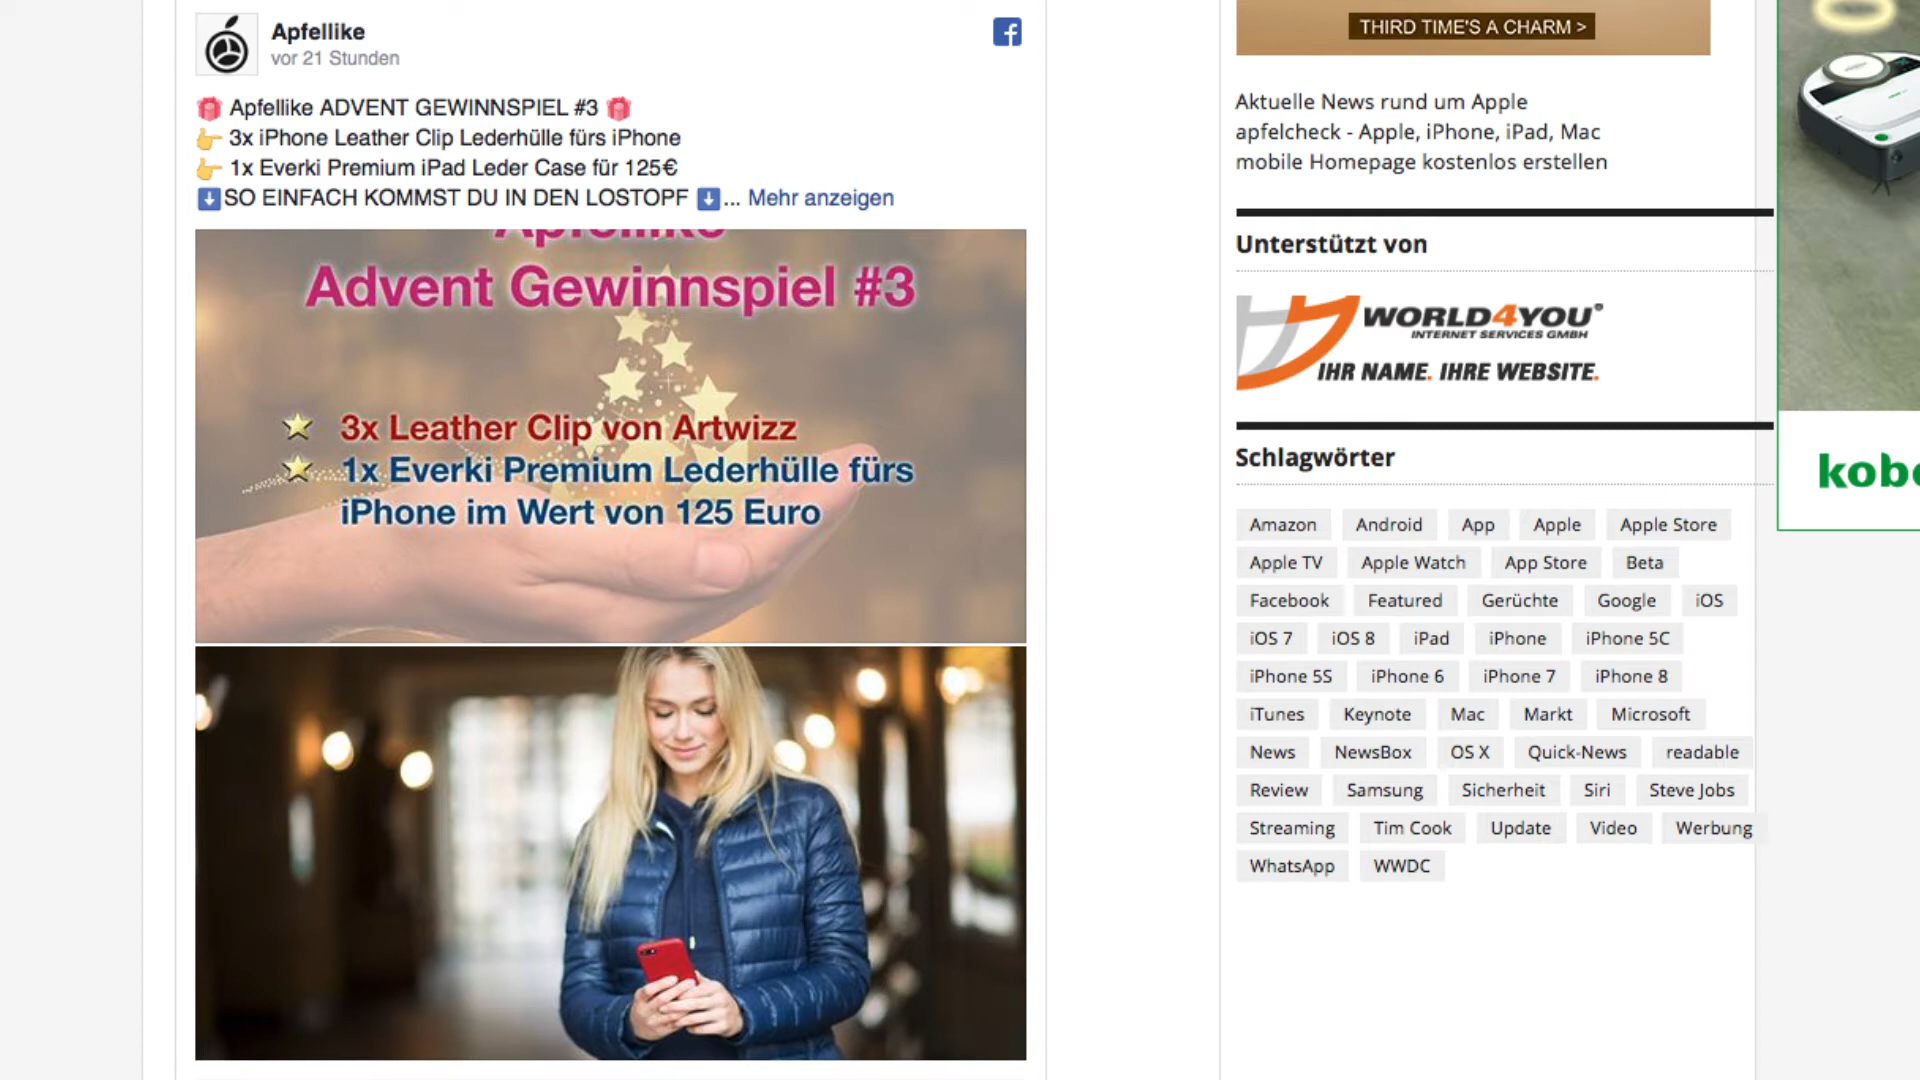 Apfellike
vor 21 Stunden
Apfellike ADVENT GEWINNSPIEL #3
3x iPhone Leather Clip Lederhülle fürs iPhone
1x Everki Premium iPad Leder Case für 125€
SO EINFACH KOMMST DU IN DEN LOSTOPF ... Mehr anzeigen
Apfellike
Advent Gewinnspiel #3
3x Leather Clip von Artwizz
1x Everki Premium Lederhülle fürs
iPhone im Wert von 125 Euro
THIRD TIME'S A CHARM >
Aktuelle News rund um Apple
apfelcheck - Apple, iPhone, iPad, Mac
mobile Homepage kostenlos erstellen
Unterstützt von
WORLD4YOU®
INTERNET SERVICES GMBH
IHR NAME. IHRE WEBSITE.
Schlagwörter
Amazon Android App Apple Apple Store
Apple TV Apple Watch App Store Beta
Facebook Featured Gerüchte Google iOS
iOS 7 iOS 8 iPad iPhone iPhone 5C
iPhone 5S iPhone 6 iPhone 7 iPhone 8
iTunes Keynote Mac Markt Microsoft
News NewsBox OS X Quick-News readable
Review Samsung Sicherheit Siri Steve Jobs
Streaming Tim Cook Update Video Werbung
WhatsApp WWDC